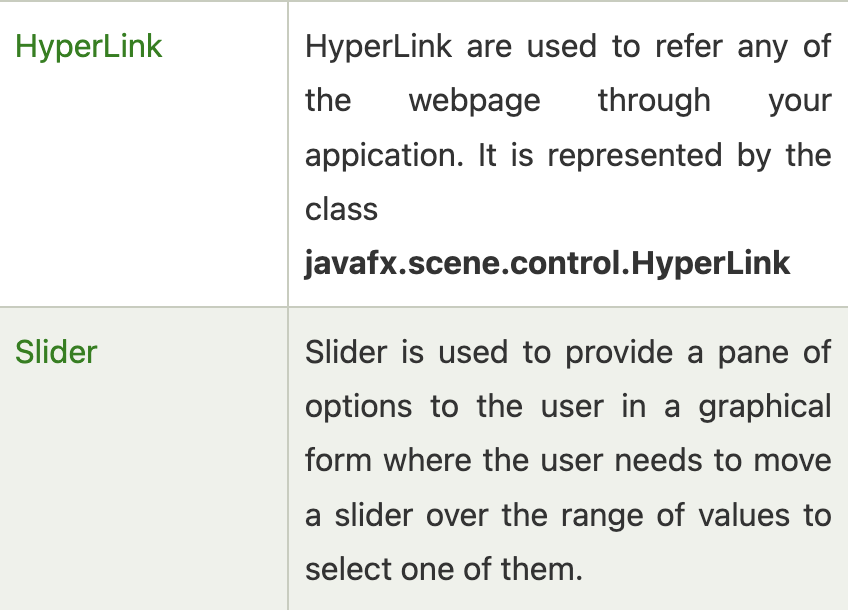 HyperLink
HyperLink are used to refer any of
the webpage through your
appication. It is represented by the
class
javafx.scene.control.HyperLink
Slider
Slider is used to provide a pane of
options to the user in a graphical
form where the user needs to move
a slider over the range of values to
select one of them.